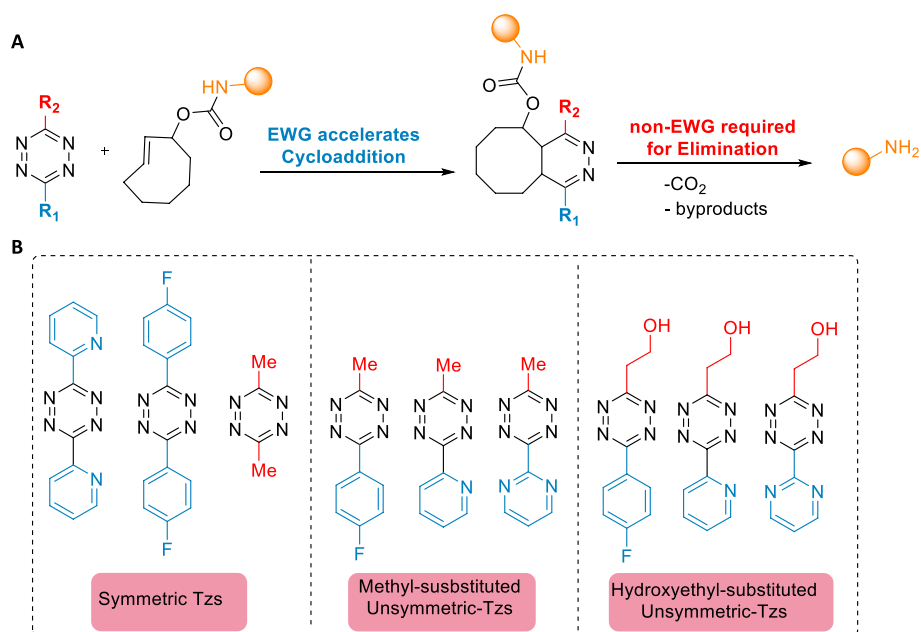 A
R2
N N
N N
R1
+
HN
O
O
EWG accelerates
Cycloaddition
NH
O
O
R2
N
N
R1
non-EWG required
for Elimination
-CO2
- byproducts
NH2
B
N
N N
N N
N
F
N N
N N
F
Me
N N
N N
Me
Me
N N
N N
F
Me
N N
N N
N
Me
N N
N N
N N
OH
N N
N N
F
OH
N N
N N
N
OH
N N
N N
N N
Symmetric Tzs
Methyl-susbstituted
Unsymmetric-Tzs
Hydroxyethyl-substituted
Unsymmetric-Tzs